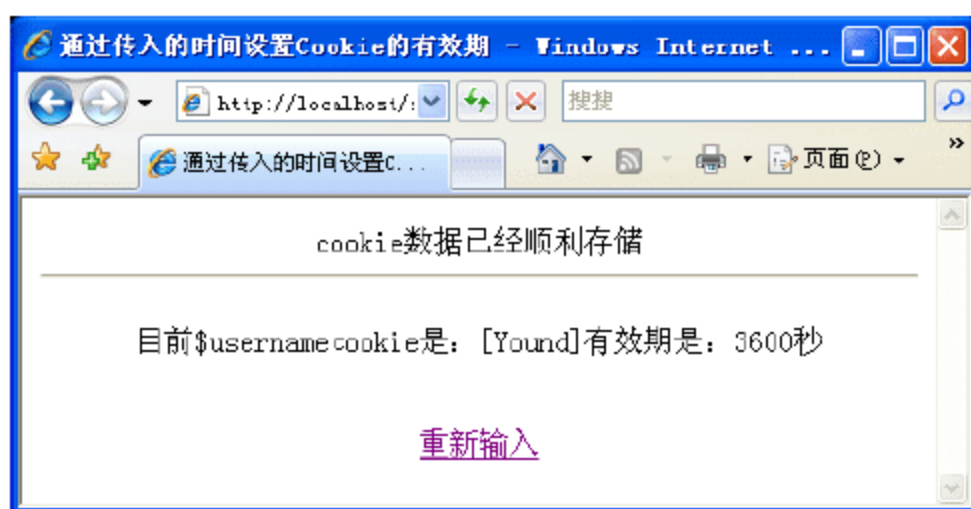 通过传入的时间设置Cookie的有效期 - Windows Internet ...
http://localhost/: 搜搜
通过传入的时间设置C... 页面(P) »
cookie数据已经顺利存储
目前$usernamecookie是：[Yound]有效期是：3600秒
重新输入